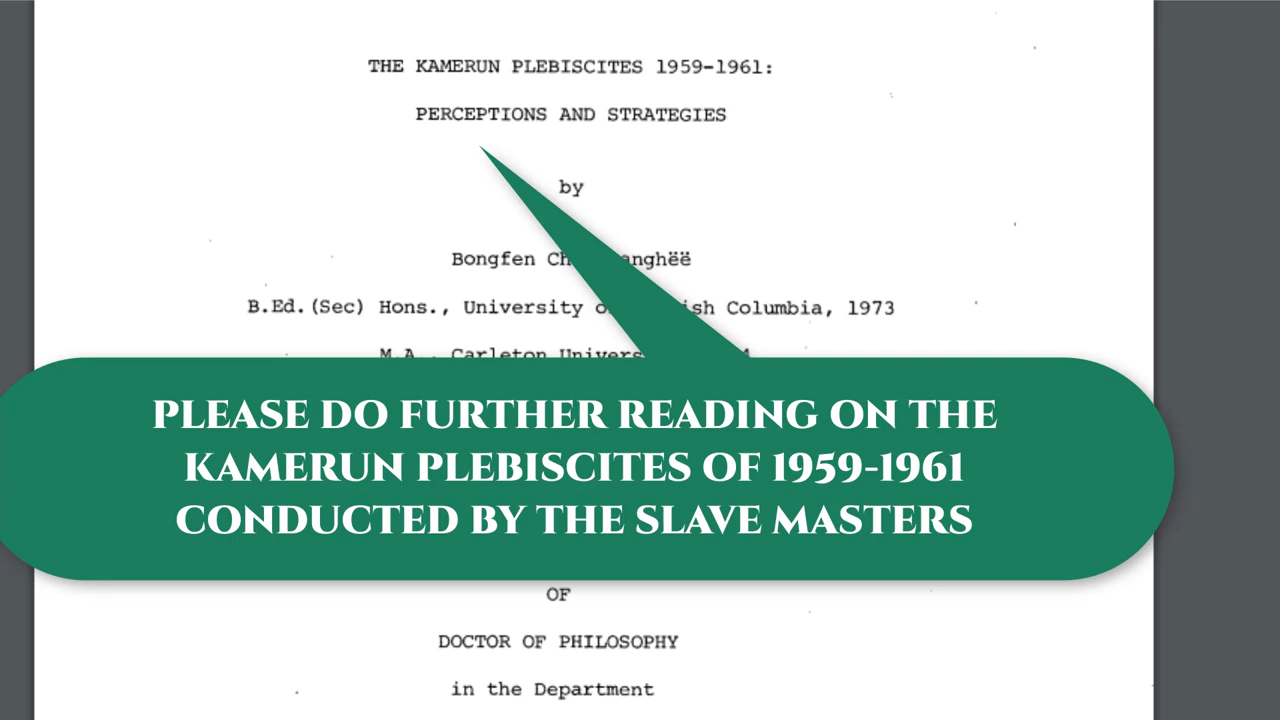 THE KAMERUN PLEBISCITES 1959-1961:
PERCEPTIONS AND STRATEGIES
by
Bongfen
B.Ed.(Sec) Hons., University Columbia, 1973
M.A., Carleton
PLEASE DO FURTHER READING ON THE
KAMERUN PLEBISCITES OF 1959-1961
CONDUCTED BY THE SLAVE MASTERS
OF
DOCTOR OF PHILOSOPHY
in the Department